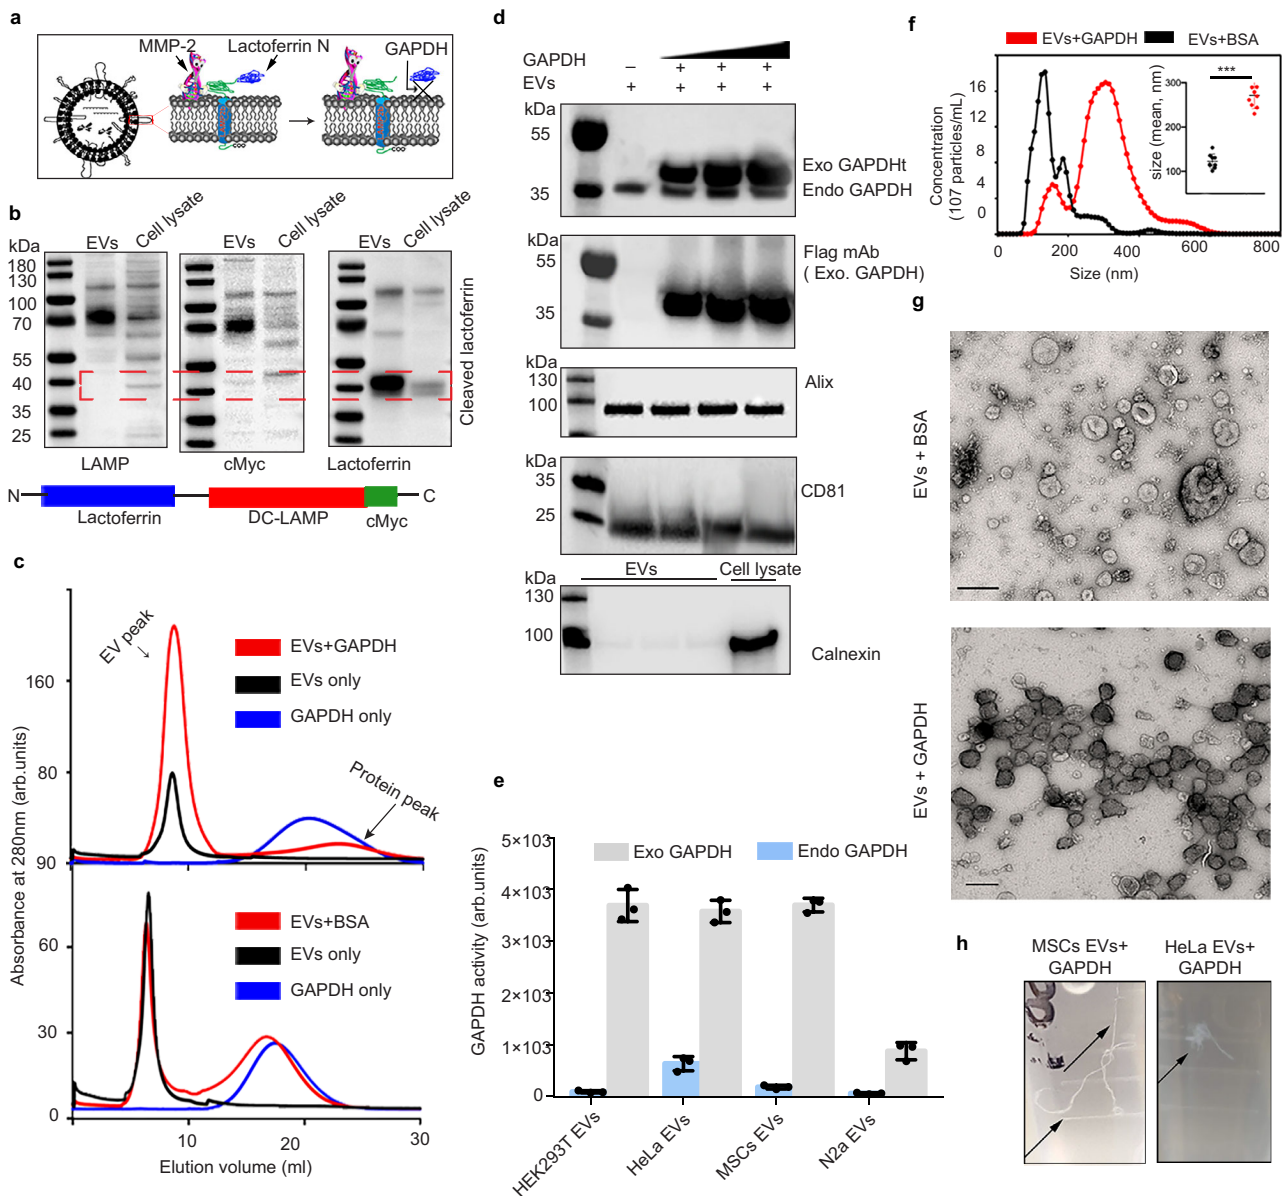 a
MMP-2
Lactoferrin N
GAPDH
COO
COO
b
kDa
EVs
Cell lysate
EVs
Cell lysate
EVs
Cell lysate
180
130
100
70
55
40
35
25
Cleaved lactoferrin
LAMP
cMyc
Lactoferrin
N
C
Lactoferrin
DC-LAMP
cMyc
c
EV peak
EVs+GAPDH
EVs only
GAPDH only
Protein peak
160
80
90
EVs+BSA
EVs only
GAPDH only
60
30
0
10
20
30
Absorbance at 280nm (arb.units)
Elution volume (ml)
d
GAPDH
– + + +
EVs
+ + + +
kDa
55
35
Exo GAPDHt
Endo GAPDH
kDa
55
35
Flag mAb
( Exo. GAPDH)
kDa
130
100
Alix
kDa
35
25
CD81
EVs
Cell lysate
kDa
130
100
Calnexin
e
5×103
4×103
3×103
2×103
1×103
0
GAPDH activity (arb.units)
Exo GAPDH
Endo GAPDH
HEK293T EVs
HeLa EVs
MSCs EVs
N2a EVs
f
EVs+GAPDH
EVs+BSA
16
12
8
4
0
Concentration
(107 particles/mL)
0
200
400
600
800
Size (nm)
***
300
200
100
size (mean, nm)
g
EVs + BSA
EVs + GAPDH
h
MSCs EVs+
GAPDH
HeLa EVs+
GAPDH